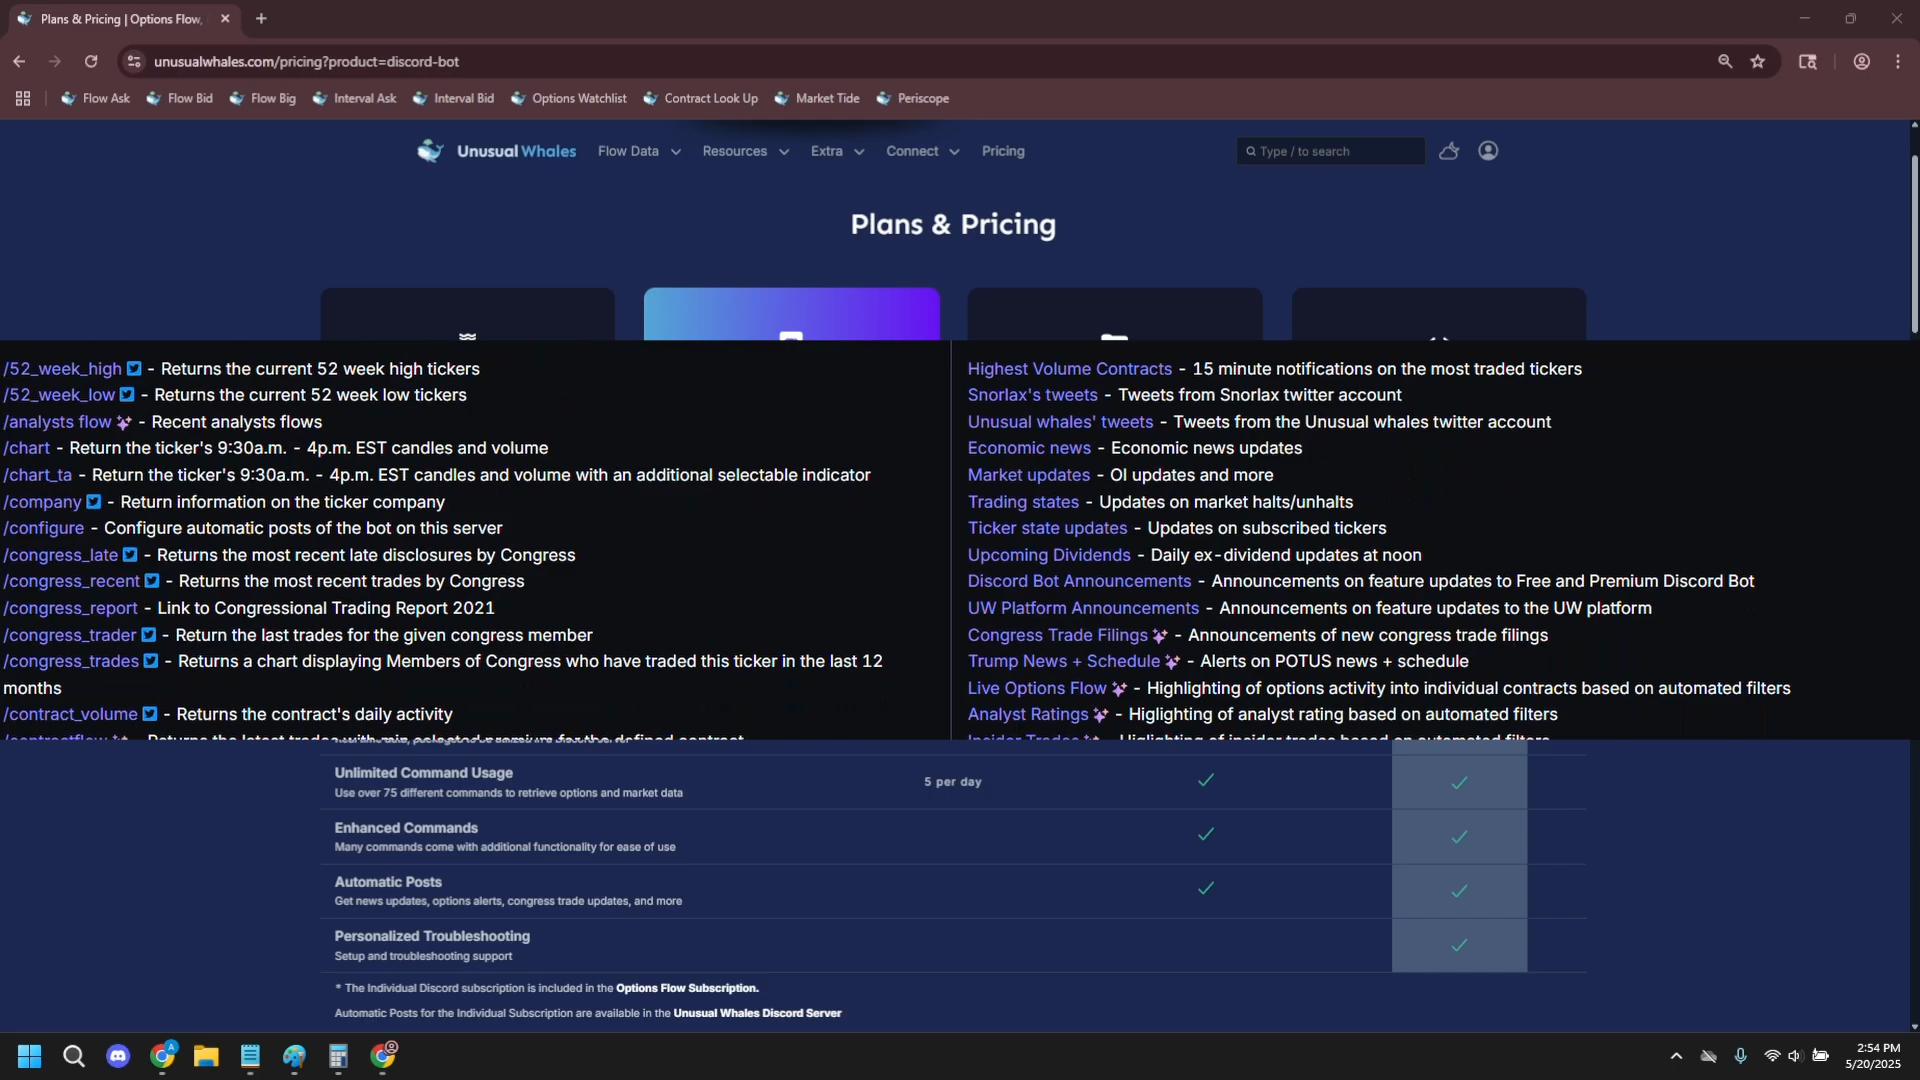 Plans & Pricing | Options Flow,
unusualwhales.com/pricing?product=discord-bot
Flow Ask
Flow Bid
Flow Big
Interval Ask
Interval Bid
Options Watchlist
Contract Look Up
Market Tide
Periscope
Unusual Whales
Flow Data
Resources
Extra
Connect
Pricing
Type / to search
Plans & Pricing
/52_week_high - Returns the current 52 week high tickers
/52_week_low - Returns the current 52 week low tickers
/analysts flow - Recent analysts flows
/chart - Return the ticker's 9:30a.m. - 4p.m. EST candles and volume
/chart_ta - Return the ticker's 9:30a.m. - 4p.m. EST candles and volume with an additional selectable indicator
/company - Return information on the ticker company
/configure - Configure automatic posts of the bot on this server
/congress_late - Returns the most recent late disclosures by Congress
/congress_recent - Returns the most recent trades by Congress
/congress_report - Link to Congressional Trading Report 2021
/congress_trader - Return the last trades for the given congress member
/congress_trades - Returns a chart displaying Members of Congress who have traded this ticker in the last 12
months
/contract_volume - Returns the contract's daily activity
Highest Volume Contracts - 15 minute notifications on the most traded tickers
Snorlax's tweets - Tweets from Snorlax twitter account
Unusual whales' tweets - Tweets from the Unusual whales twitter account
Economic news - Economic news updates
Market updates - OI updates and more
Trading states - Updates on market halts/unhalts
Ticker state updates - Updates on subscribed tickers
Upcoming Dividends - Daily ex-dividend updates at noon
Discord Bot Announcements - Announcements on feature updates to Free and Premium Discord Bot
UW Platform Announcements - Announcements on feature updates to the UW platform
Congress Trade Filings - Announcements of new congress trade filings
Trump News + Schedule - Alerts on POTUS news + schedule
Live Options Flow - Highlighting of options activity into individual contracts based on automated filters
Analyst Ratings - Higlighting of analyst rating based on automated filters
Unlimited Command Usage
Use over 75 different commands to retrieve options and market data
5 per day
Enhanced Commands
Many commands come with additional functionality for ease of use
Automatic Posts
Get news updates, options alerts, congress trade updates, and more
Personalized Troubleshooting
Setup and troubleshooting support
* The Individual Discord subscription is included in the Options Flow Subscription.
Automatic Posts for the Individual Subscription are available in the Unusual Whales Discord Server
2:54 PM
5/20/2025